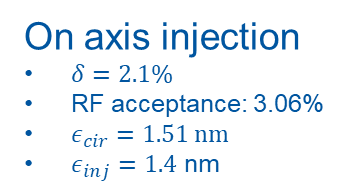 On axis injection
• δ = 2.1%
• RF acceptance: 3.06%
• ϵ_cir = 1.51 nm
• ϵ_inj = 1.4 nm